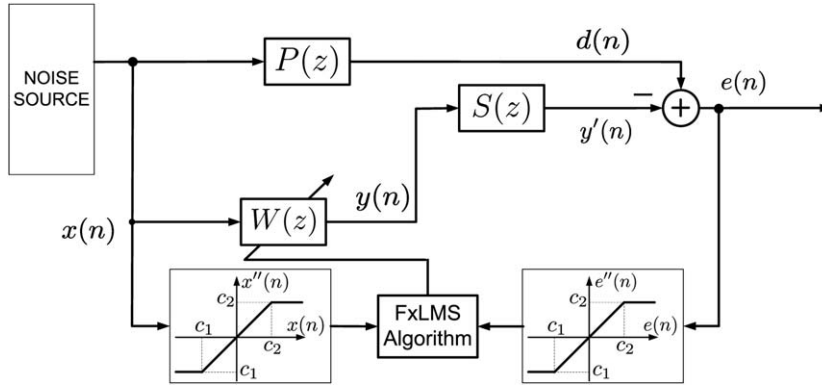 NOISE
SOURCE
P(z)
d(n)
e(n)
−
+
S(z)
y′(n)
x(n)
W(z)
y(n)
x″(n)
c₂
c₁
x(n)
c₂
c₁
FxLMS
Algorithm
e″(n)
c₂
c₁
e(n)
c₂
c₁